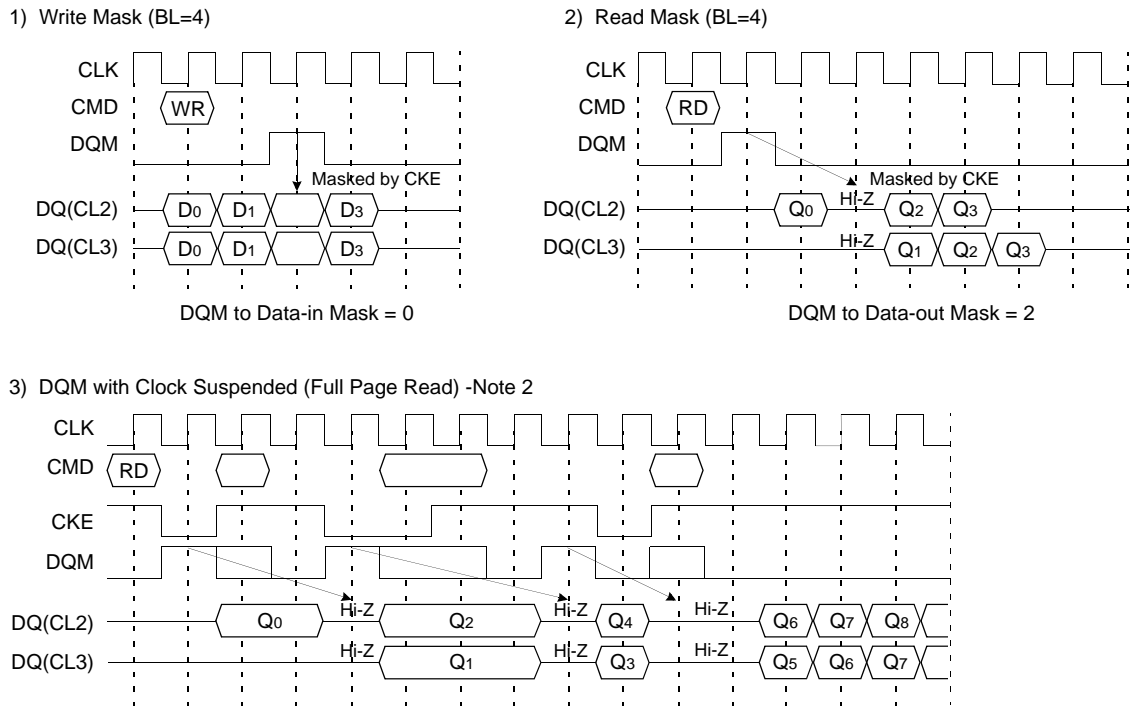 1) Write Mask (BL=4)
CLK
CMD
WR
DQM
Masked by CKE
DQ(CL2)
D0 D1 D3
DQ(CL3)
D0 D1 D3
DQM to Data-in Mask = 0
2) Read Mask (BL=4)
CLK
CMD
RD
DQM
Masked by CKE
DQ(CL2)
Q0 Hi-Z Q2 Q3
DQ(CL3)
Hi-Z Q1 Q2 Q3
DQM to Data-out Mask = 2
3) DQM with Clock Suspended (Full Page Read) -Note 2
CLK
CMD
RD
CKE
DQM
DQ(CL2)
Q0 Hi-Z Q2 Hi-Z Q4 Hi-Z Q6 Q7 Q8
DQ(CL3)
Hi-Z Q1 Hi-Z Q3 Hi-Z Q5 Q6 Q7